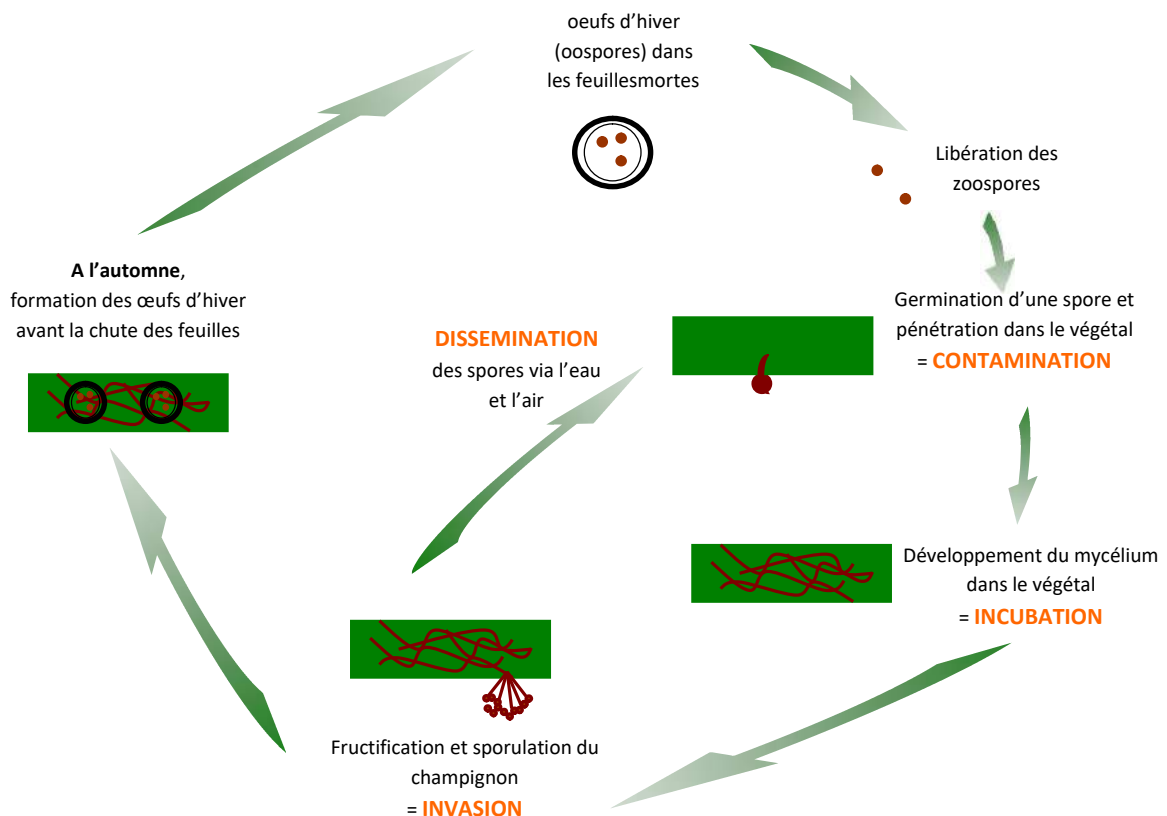 oeufs d’hiver
(oospores) dans
les feuillesmortes
Libération des
zoospores
Germination d’une spore et
pénétration dans le végétal
= CONTAMINATION
Développement du mycélium
dans le végétal
= INCUBATION
Fructification et sporulation du
champignon
= INVASION
DISSEMINATION
des spores via l’eau
et l’air
A l’automne,
formation des œufs d’hiver
avant la chute des feuilles